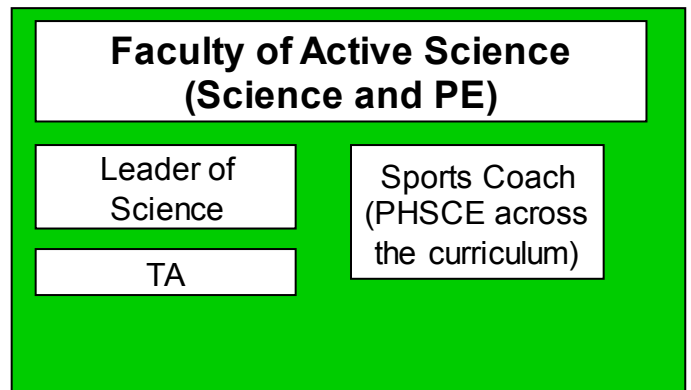 Faculty of Active Science
(Science and PE)
Leader of
Science
TA
Sports Coach
(PHSCE across
the curriculum)